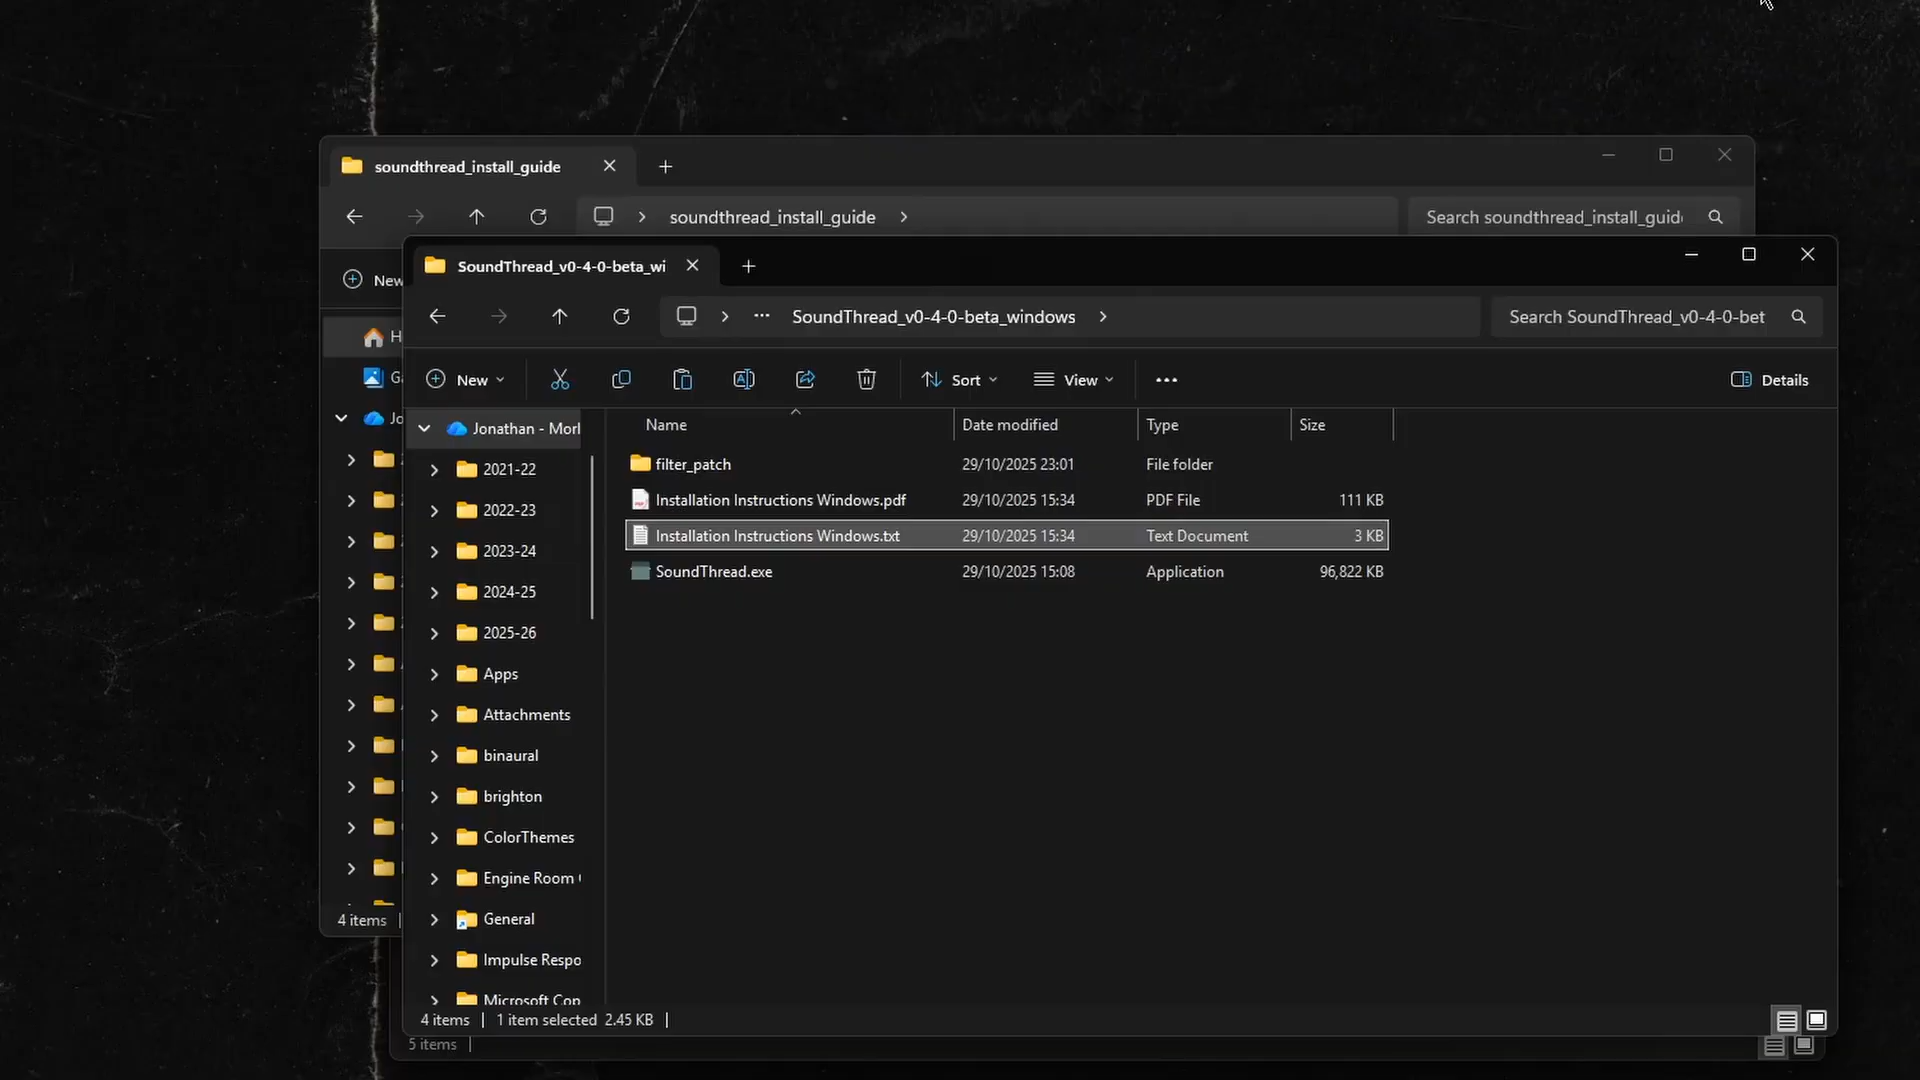 soundthread_install_guide
soundthread_install_guide
Search soundthread_install_guid
New
SoundThread_v0-4-0-beta_wi
SoundThread_v0-4-0-beta_windows
Search SoundThread_v0-4-0-bet
New
Sort
View
Details
H
Ga
Jo
Jonathan - Morl
2021-22
2022-23
2023-24
2024-25
2025-26
Apps
Attachments
binaural
brighton
ColorThemes
Engine Room
General
Impulse Respo
Microsoft Cop
Name Date modified Type Size
filter_patch 29/10/2025 23:01 File folder
Installation Instructions Windows.pdf 29/10/2025 15:34 PDF File 111 KB
Installation Instructions Windows.txt 29/10/2025 15:34 Text Document 3 KB
SoundThread.exe 29/10/2025 15:08 Application 96,822 KB
4 items
4 items 1 item selected 2.45 KB
5 items